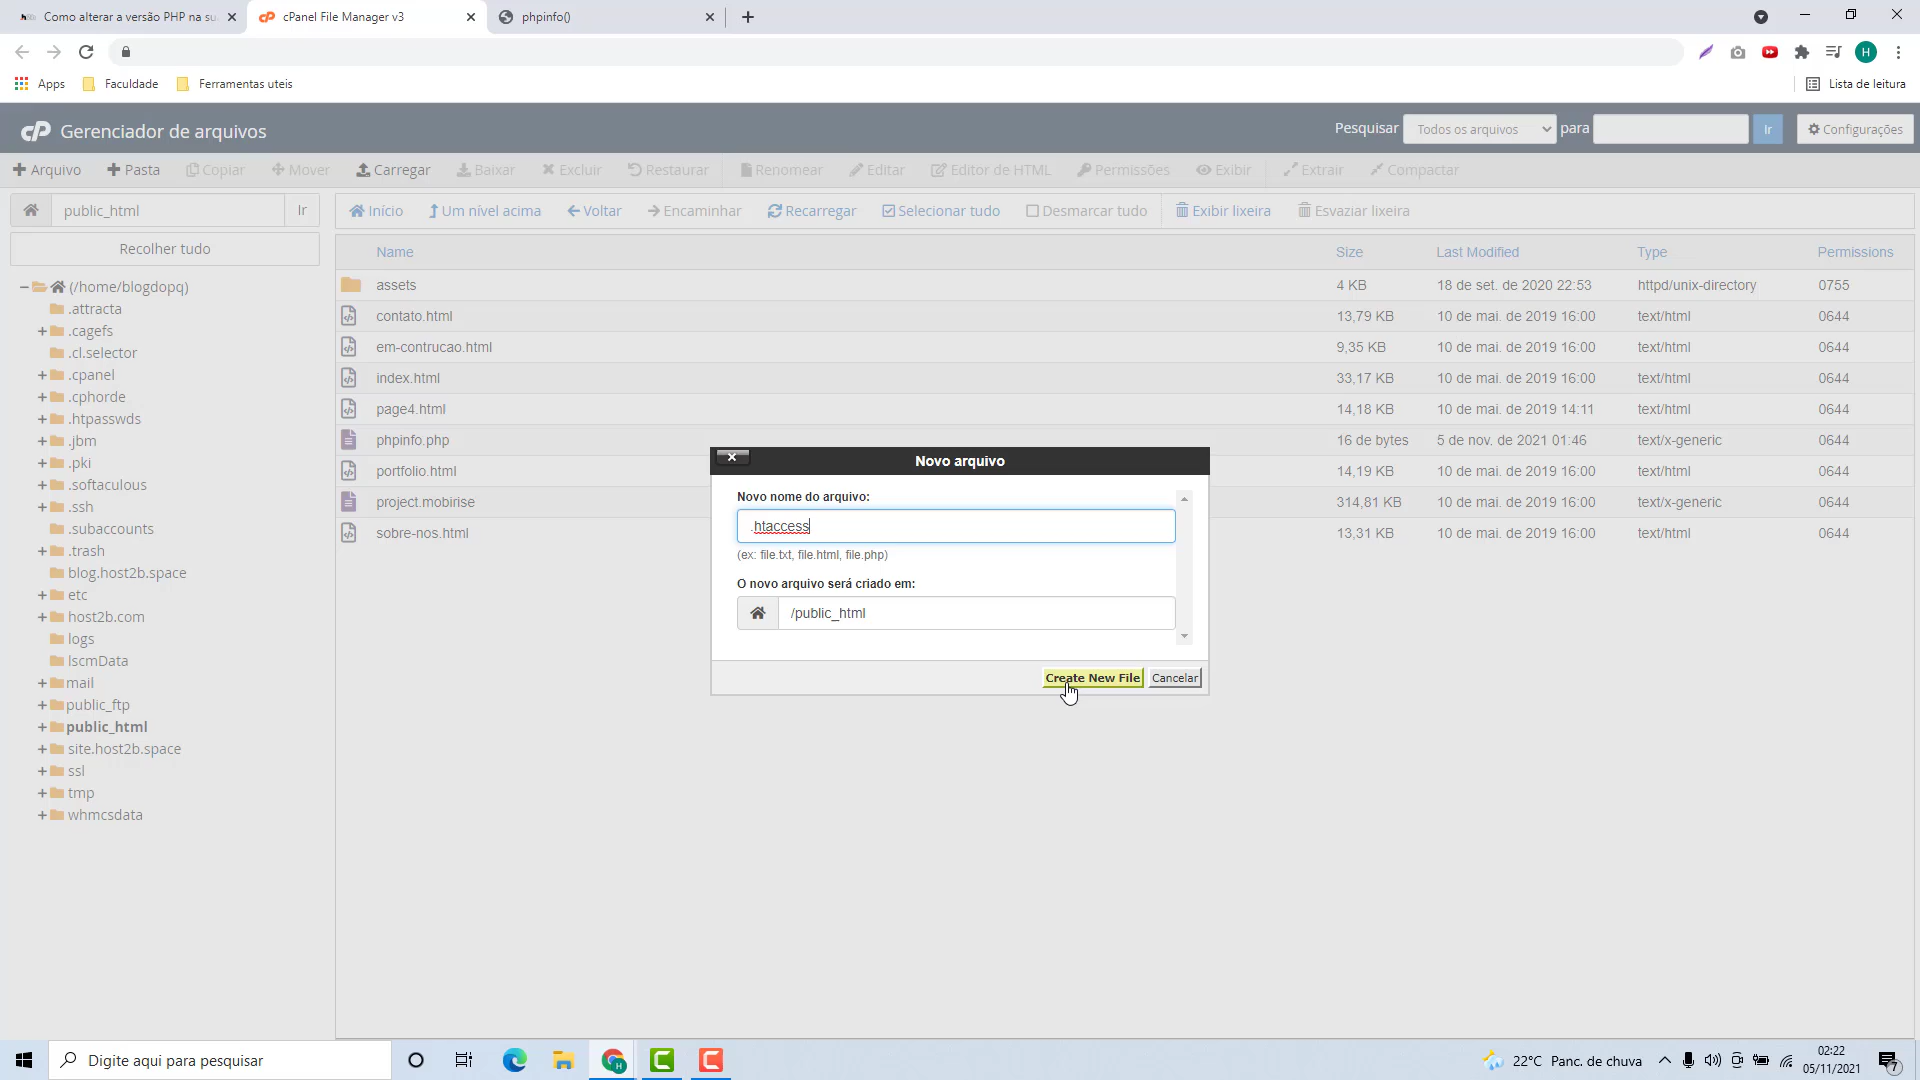 Como alterar a versão PHP na su
cPanel File Manager v3
phpinfo()
H
Apps
Faculdade
Ferramentas uteis
Lista de leitura
cP Gerenciador de arquivos
Pesquisar
Todos os arquivos
para
Ir
Configurações
Arquivo
Pasta
Copiar
Mover
Carregar
Baixar
Excluir
Restaurar
Renomear
Editar
Editor de HTML
Permissões
Exibir
Extrair
Compactar
public_html
Ir
Início
Um nível acima
Voltar
Encaminhar
Recarregar
Selecionar tudo
Desmarcar tudo
Exibir lixeira
Esvaziar lixeira
Recolher tudo
(/home/blogdopq)
.attracta
.cagefs
.cl.selector
.cpanel
.cphorde
.htpasswds
.jbm
.pki
.softaculous
.ssh
.subaccounts
.trash
blog.host2b.space
etc
host2b.com
logs
lscmData
mail
public_ftp
public_html
site.host2b.space
ssl
tmp
whmcsdata
Name Size Last Modified Type Permissions
assets 4 KB 18 de set. de 2020 22:53 httpd/unix-directory 0755
contato.html 13,79 KB 10 de mai. de 2019 16:00 text/html 0644
em-contrucao.html 9,35 KB 10 de mai. de 2019 16:00 text/html 0644
index.html 33,17 KB 10 de mai. de 2019 16:00 text/html 0644
page4.html 14,18 KB 10 de mai. de 2019 14:11 text/html 0644
phpinfo.php 16 de bytes 5 de nov. de 2021 01:46 text/x-generic 0644
portfolio.html 14,19 KB 10 de mai. de 2019 16:00 text/html 0644
project.mobirise 314,81 KB 10 de mai. de 2019 16:00 text/x-generic 0644
sobre-nos.html 13,31 KB 10 de mai. de 2019 16:00 text/html 0644
Novo arquivo
Novo nome do arquivo:
.htaccess
(ex: file.txt, file.html, file.php)
O novo arquivo será criado em:
/public_html
Create New File
Cancelar
Digite aqui para pesquisar
H
22°C Panc. de chuva
02:22
05/11/2021
7